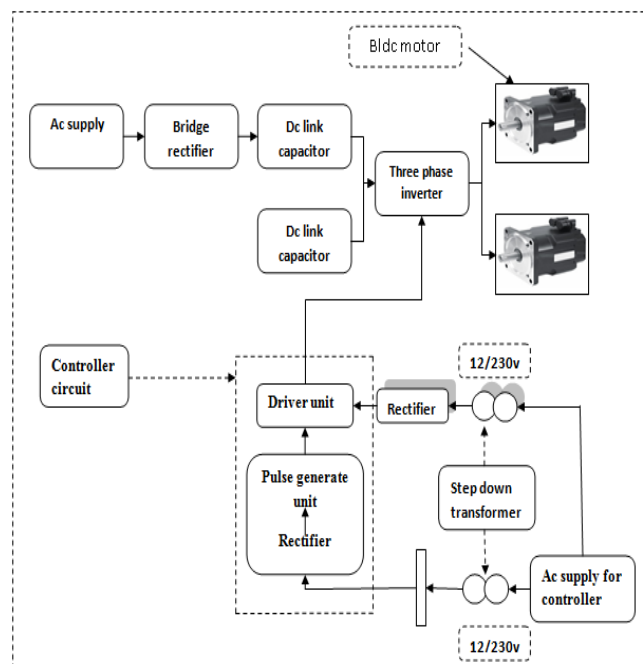 Bldc motor
Ac supply
Bridge
rectifier
Dc link
capacitor
Three phase
inverter
Dc link
capacitor
Controller
circuit
12/230v
Driver unit
Rectifier
Pulse generate
unit
Rectifier
Step down
transformer
Ac supply for
controller
12/230v